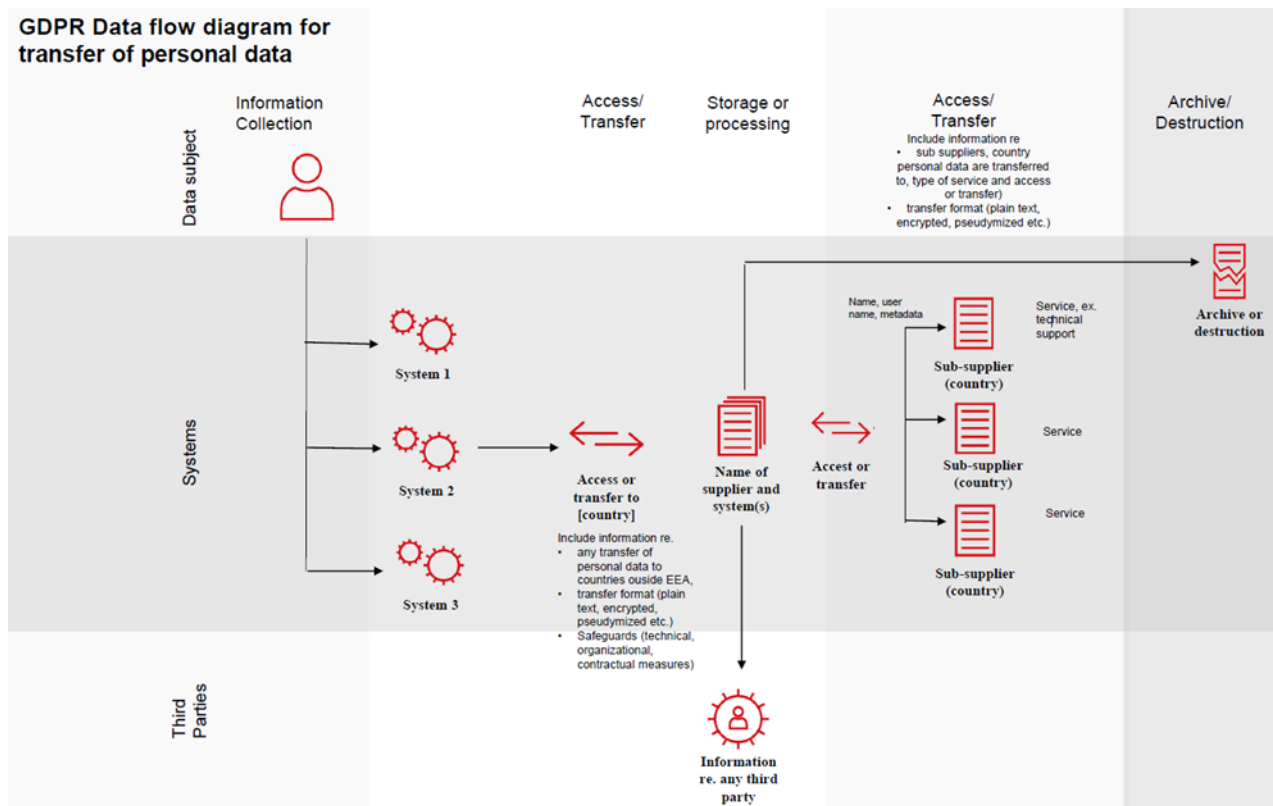 GDPR Data flow diagram for
transfer of personal data
Information
Collection
Access/
Transfer
Storage or
processing
Access/
Transfer
Include information re
• sub suppliers, country
personal data are transferred
to, type of service and access
or transfer)
• transfer format (plain text,
encrypted, pseudymized etc.)
Archive/
Destruction
Data subject
Systems
Third
Parties
System 1
System 2
System 3
Access or
transfer to
[country]
Include information re.
• any transfer of
personal data to
countries ouside EEA,
• transfer format (plain
text, encrypted,
pseudymized etc.)
• Safeguards (technical,
organizational,
contractual measures)
Name of
supplier and
system(s)
Accest or
transfer
Name, user
name, metadata
Service, ex.
technical
support
Sub-supplier
(country)
Service
Sub-supplier
(country)
Service
Sub-supplier
(country)
Archive or
destruction
Information
re. any third
party